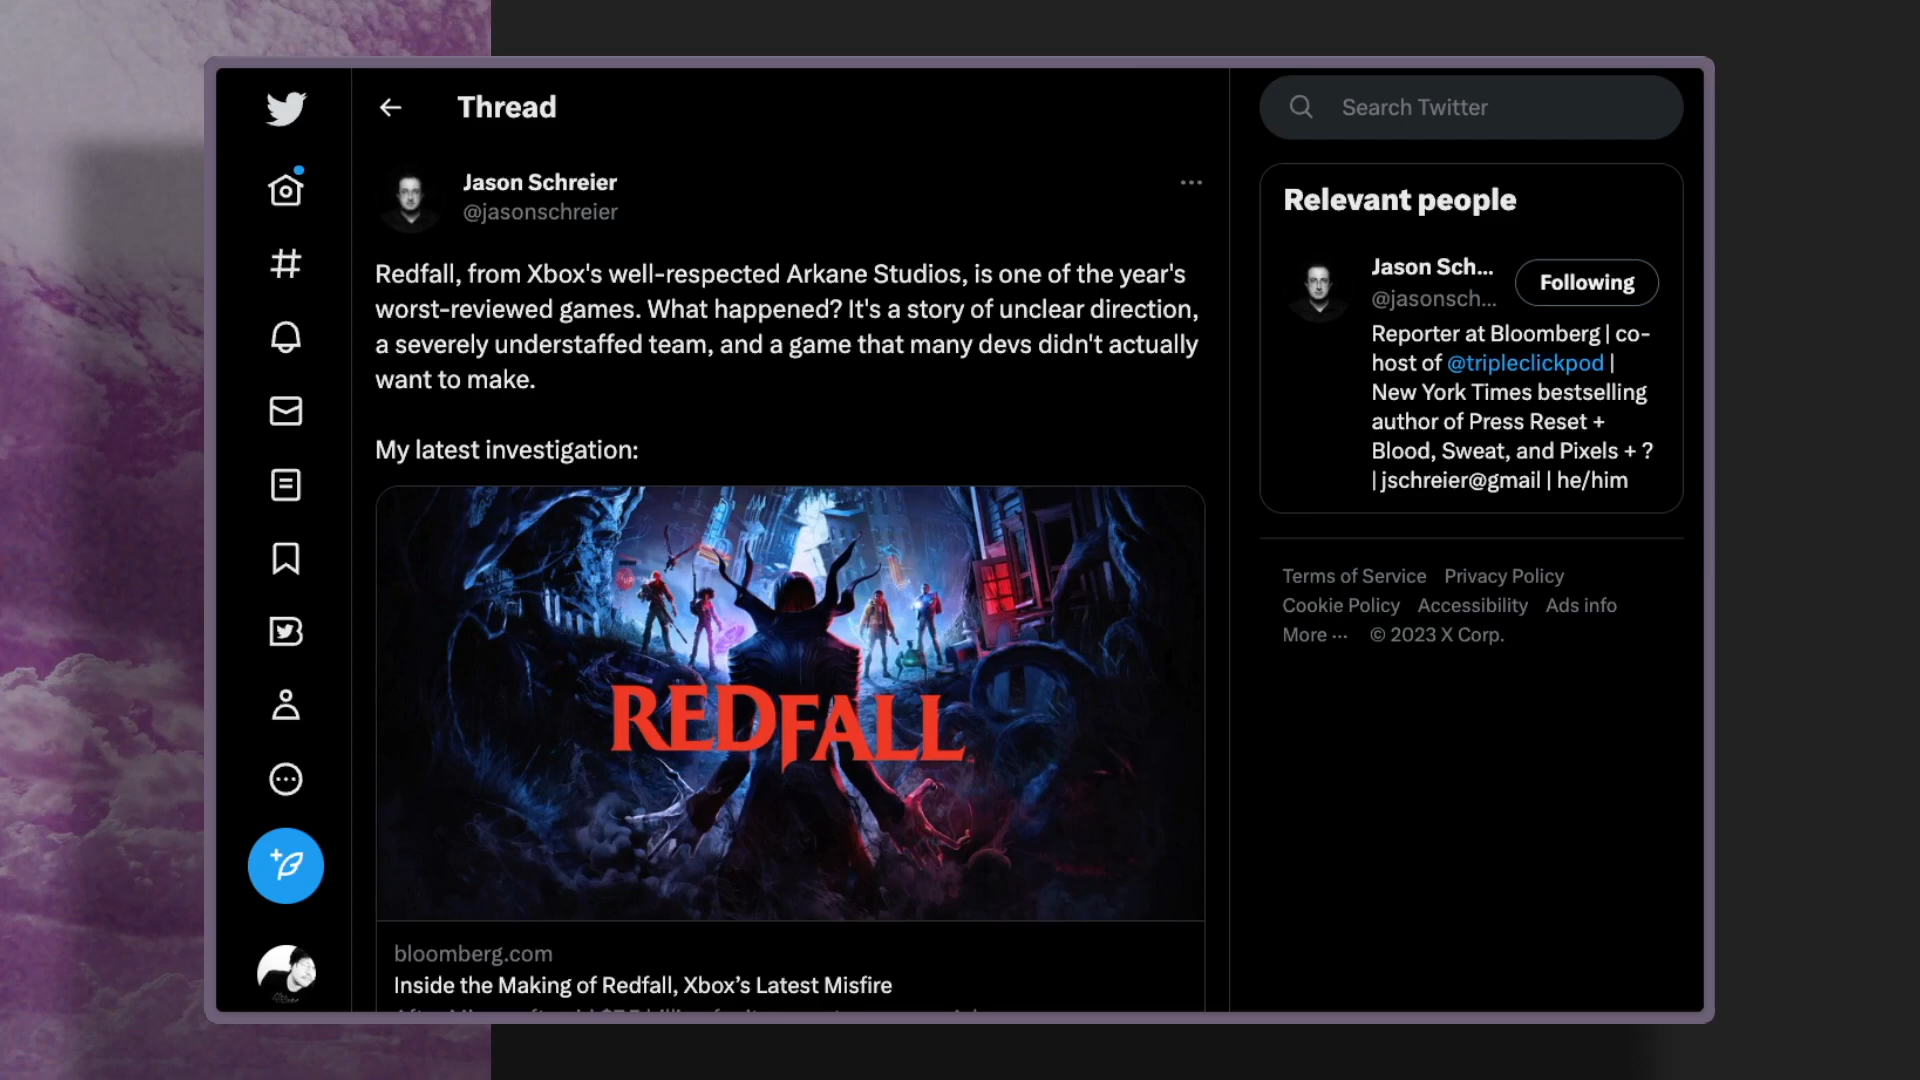 Thread
Search Twitter
Jason Schreier
@jasonschreier
Redfall, from Xbox's well-respected Arkane Studios, is one of the year's
worst-reviewed games. What happened? It's a story of unclear direction,
a severely understaffed team, and a game that many devs didn't actually
want to make.
My latest investigation:
REDFALL
bloomberg.com
Inside the Making of Redfall, Xbox’s Latest Misfire
Relevant people
Jason Sch...
@jasonsch...
Following
Reporter at Bloomberg | co-
host of @tripleclickpod |
New York Times bestselling
author of Press Reset +
Blood, Sweat, and Pixels + ?
| jschreier@gmail | he/him
Terms of Service Privacy Policy
Cookie Policy Accessibility Ads info
More ··· © 2023 X Corp.